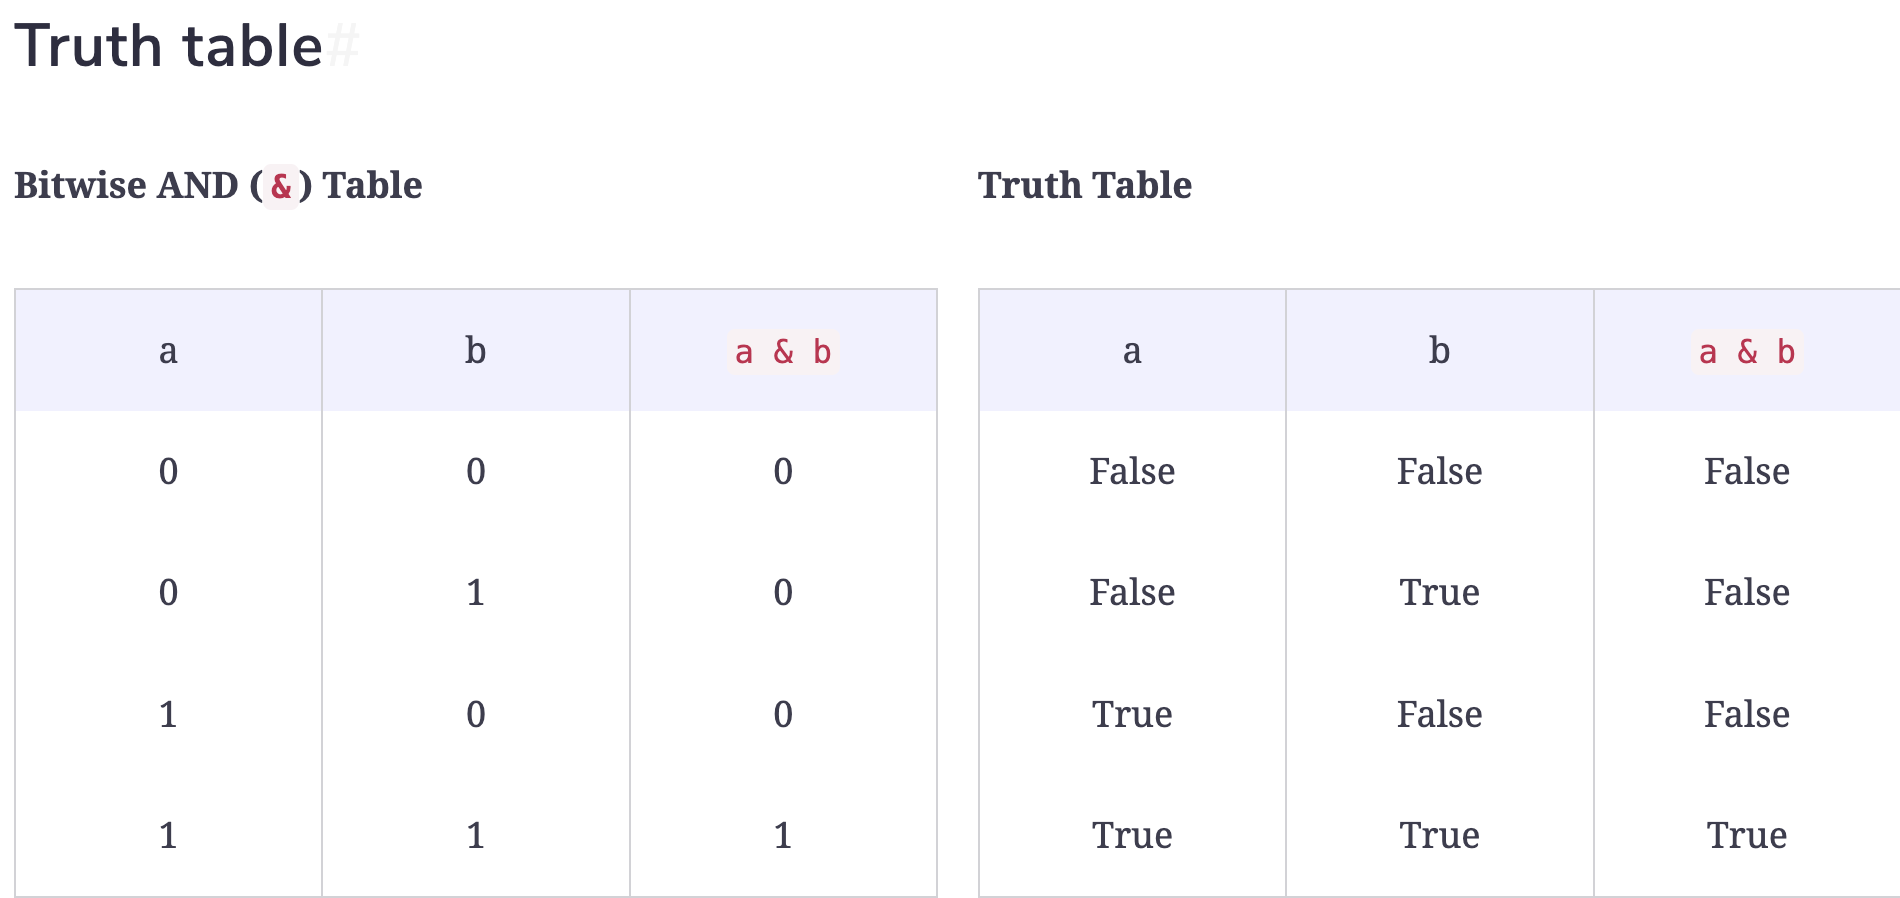 Truth table#
Bitwise AND (&) Table
a b a & b
0 0 0
0 1 0
1 0 0
1 1 1
Truth Table
a b a & b
False False False
False True False
True False False
True True True